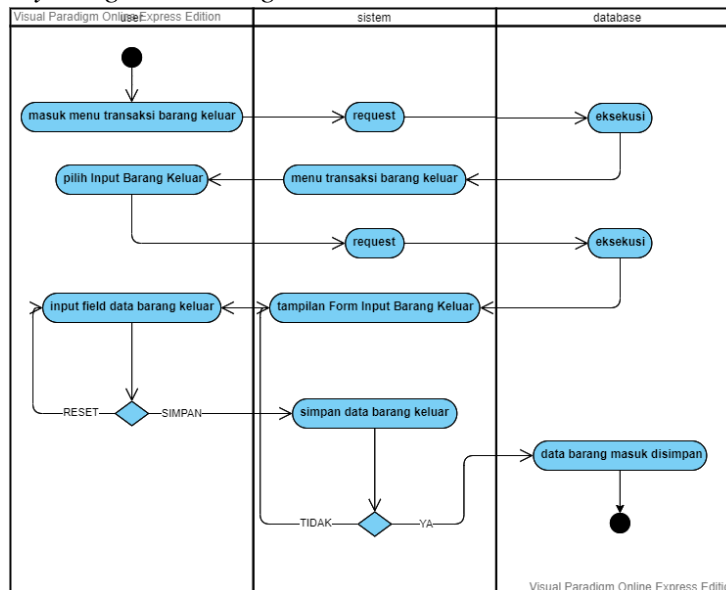 Visual Paradigm Online Express Edition
user
sistem
database
masuk menu transaksi barang keluar
request
eksekusi
pilih Input Barang Keluar
menu transaksi barang keluar
request
eksekusi
input field data barang keluar
tampilan Form Input Barang Keluar
RESET
SIMPAN
simpan data barang keluar
data barang masuk disimpan
TIDAK
YA
Visual Paradigm Online Express Editio